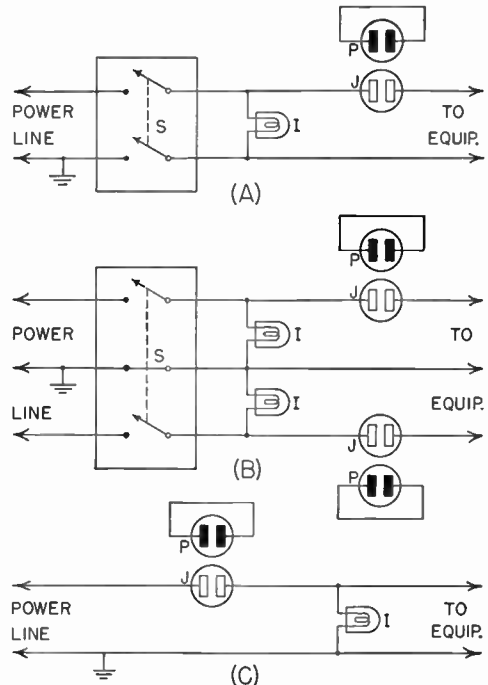 P
J
POWER
LINE
S
I
TO
EQUIP.
(A)
P
J
POWER
S
I
TO
LINE
I
EQUIP.
J
(B)
P
P
J
POWER
LINE
I
TO
EQUIP.
(C)